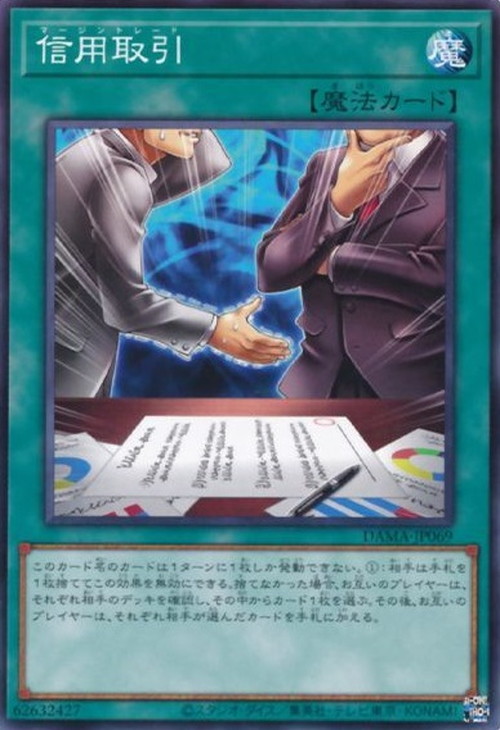 マージントレード
信用取引
魔
【魔法カード】
DAMA-JP069
このカード名のカードは1ターンに1枚しか発動できない。①:相手は手札を
1枚捨ててこの効果を無効にできる。捨てなかった場合、お互いのプレイヤーは、
それぞれ相手のデッキを確認し、その中からカード1枚を選ぶ。その後、お互いの
プレイヤーは、それぞれ相手が選んだカードを手札に加える。
62632427
©スタジオ・ダイス/集英社・テレビ東京・KONAMI